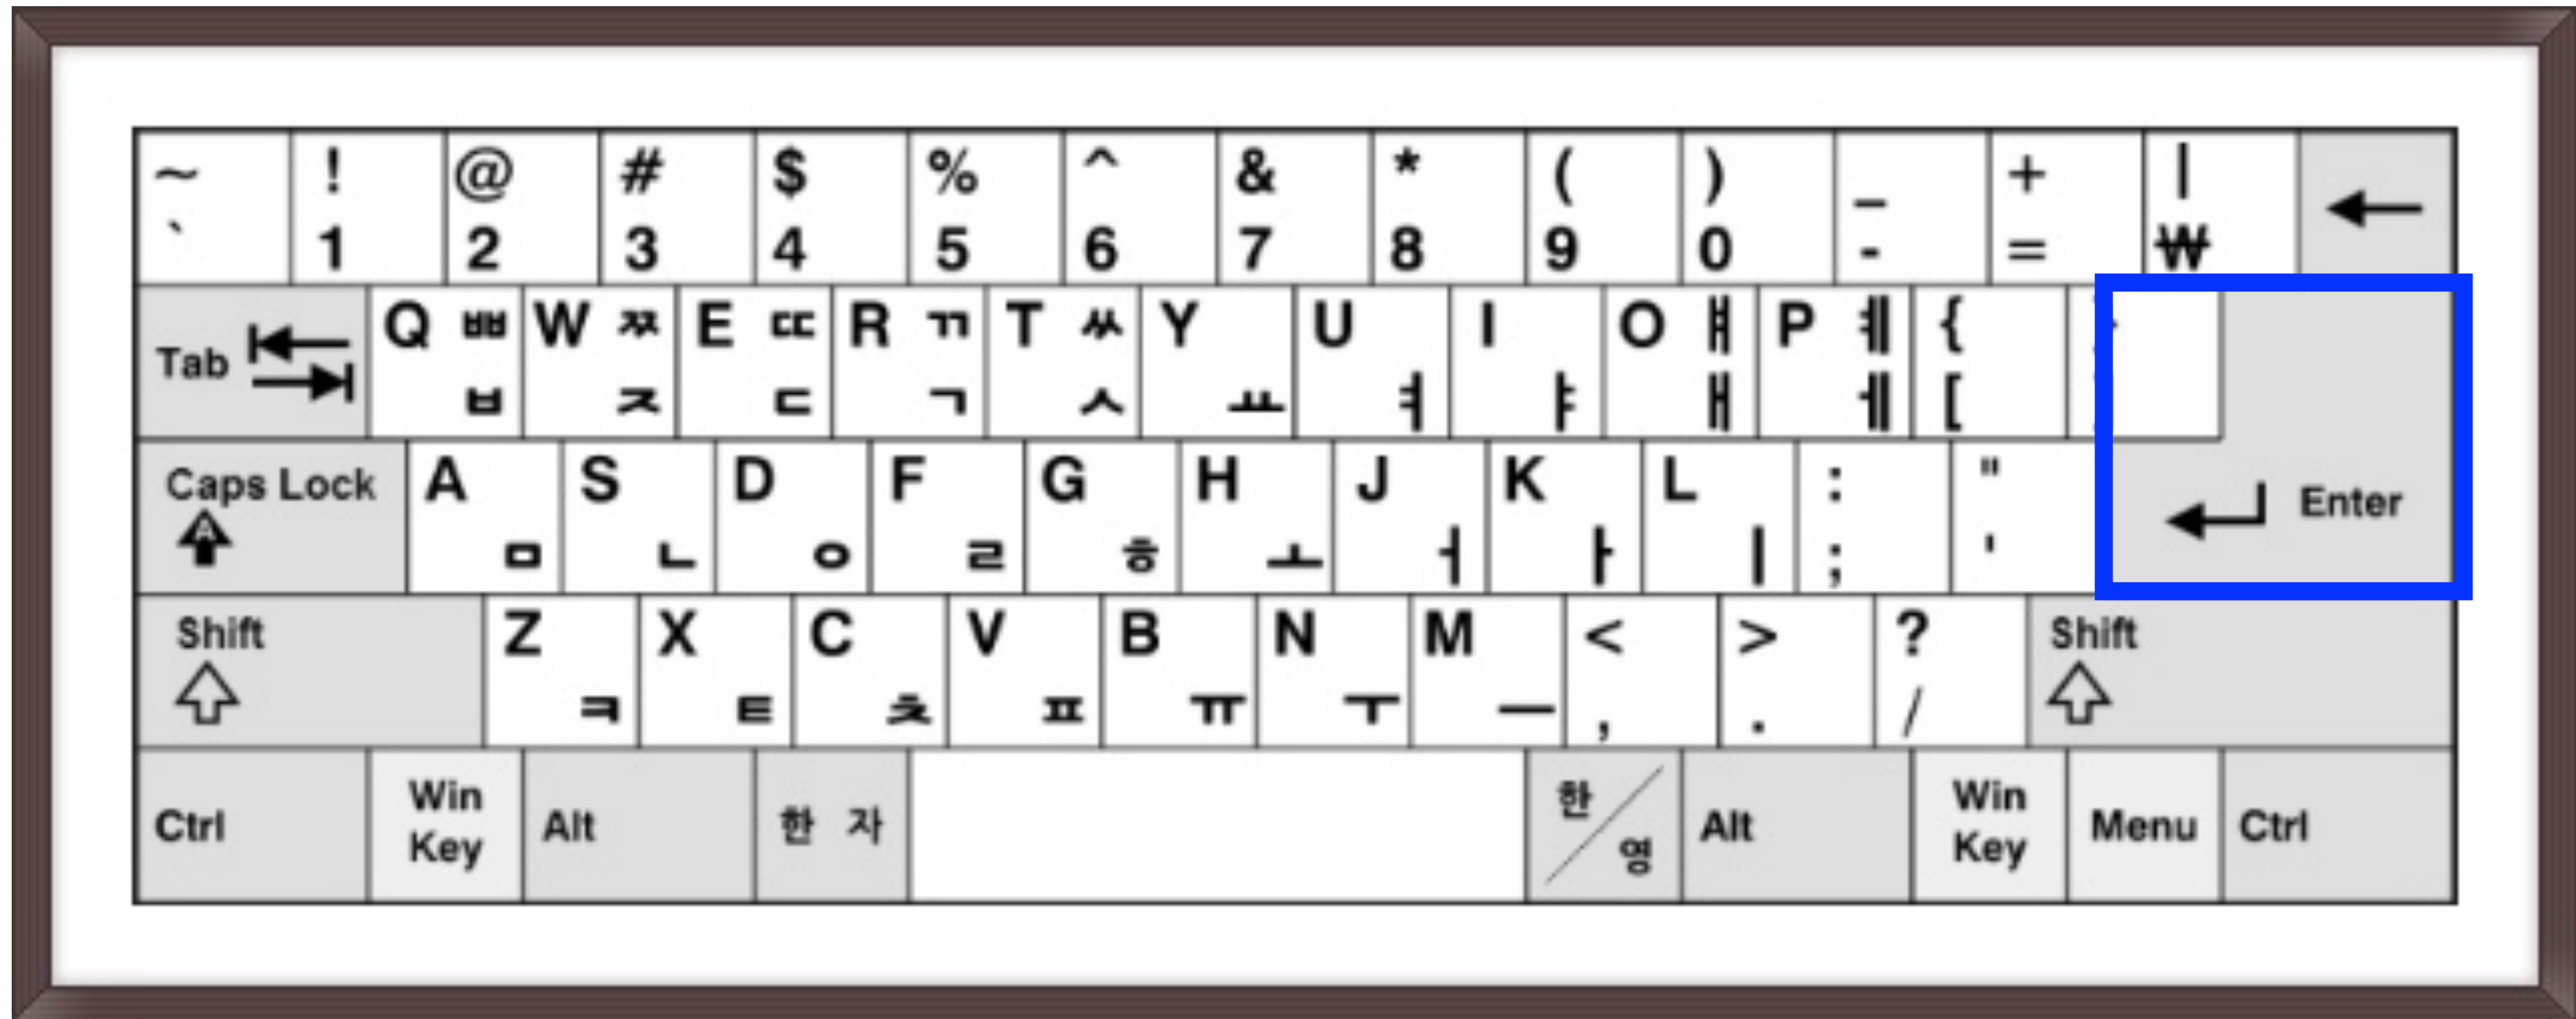 ~ ! @ # $ % ^ & * ( ) _ + |
` 1 2 3 4 5 6 7 8 9 0 - = ₩
Q ㅃ W ㅉ E ㄸ R ㄲ T ㅆ Y U I O ㅒ P ㅖ {
Tab ㅂ ㅈ ㄷ ㄱ ㅅ ㅛ ㅕ ㅑ ㅐ ㅔ [
Caps Lock A S D F G H J K L : " Enter
ㅁ ㄴ ㅇ ㄹ ㅎ ㅗ ㅓ ㅏ ㅣ ; '
Shift Z X C V B N M < > ? Shift
ㅋ ㅌ ㅊ ㅍ ㅠ ㅜ ㅡ , . /
Ctrl Win Key Alt 한 자 한/영 Alt Win Key Menu Ctrl